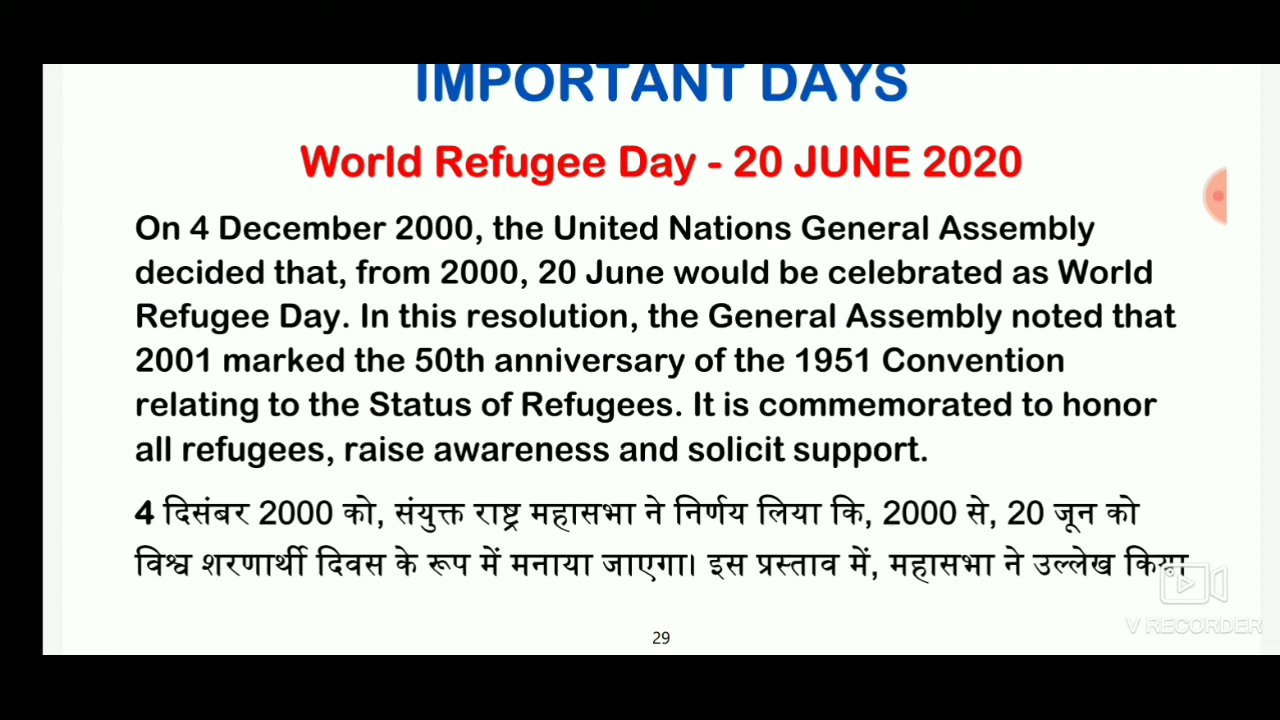 IMPORTANT DAYS
World Refugee Day - 20 JUNE 2020
On 4 December 2000, the United Nations General Assembly
decided that, from 2000, 20 June would be celebrated as World
Refugee Day. In this resolution, the General Assembly noted that
2001 marked the 50th anniversary of the 1951 Convention
relating to the Status of Refugees. It is commemorated to honor
all refugees, raise awareness and solicit support.
4 दिसंबर 2000 को, संयुक्त राष्ट्र महासभा ने निर्णय लिया कि, 2000 से, 20 जून को
विश्व शरणार्थी दिवस के रूप में मनाया जाएगा। इस प्रस्ताव में, महासभा ने उल्लेख किया
V RECORDER
29